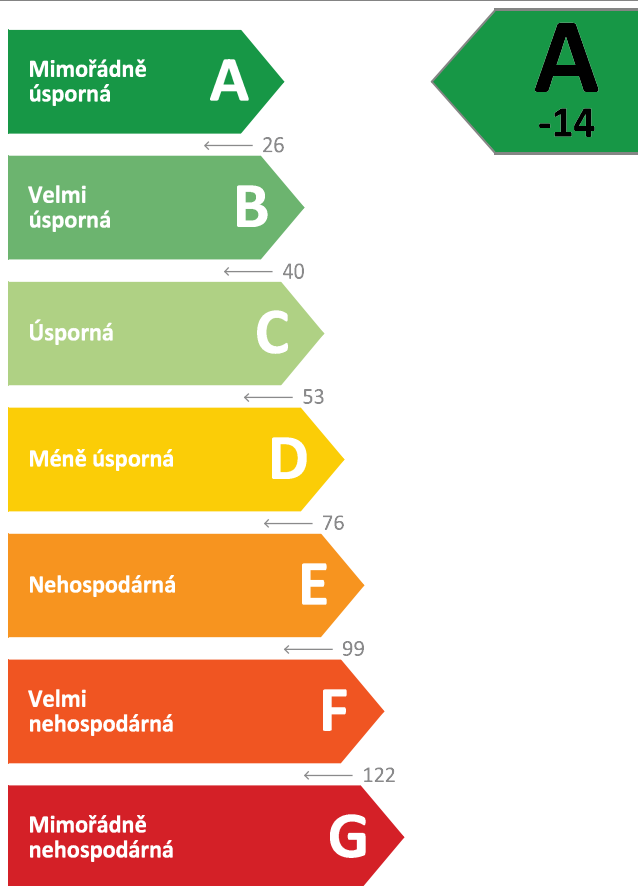 Mimořádně
úsporná
A
A
-14
26
Velmi
úsporná
B
40
Úsporná
C
53
Méně úsporná
D
76
Nehospodárná
E
99
Velmi
nehospodárná
F
122
Mimořádně
nehospodárná
G